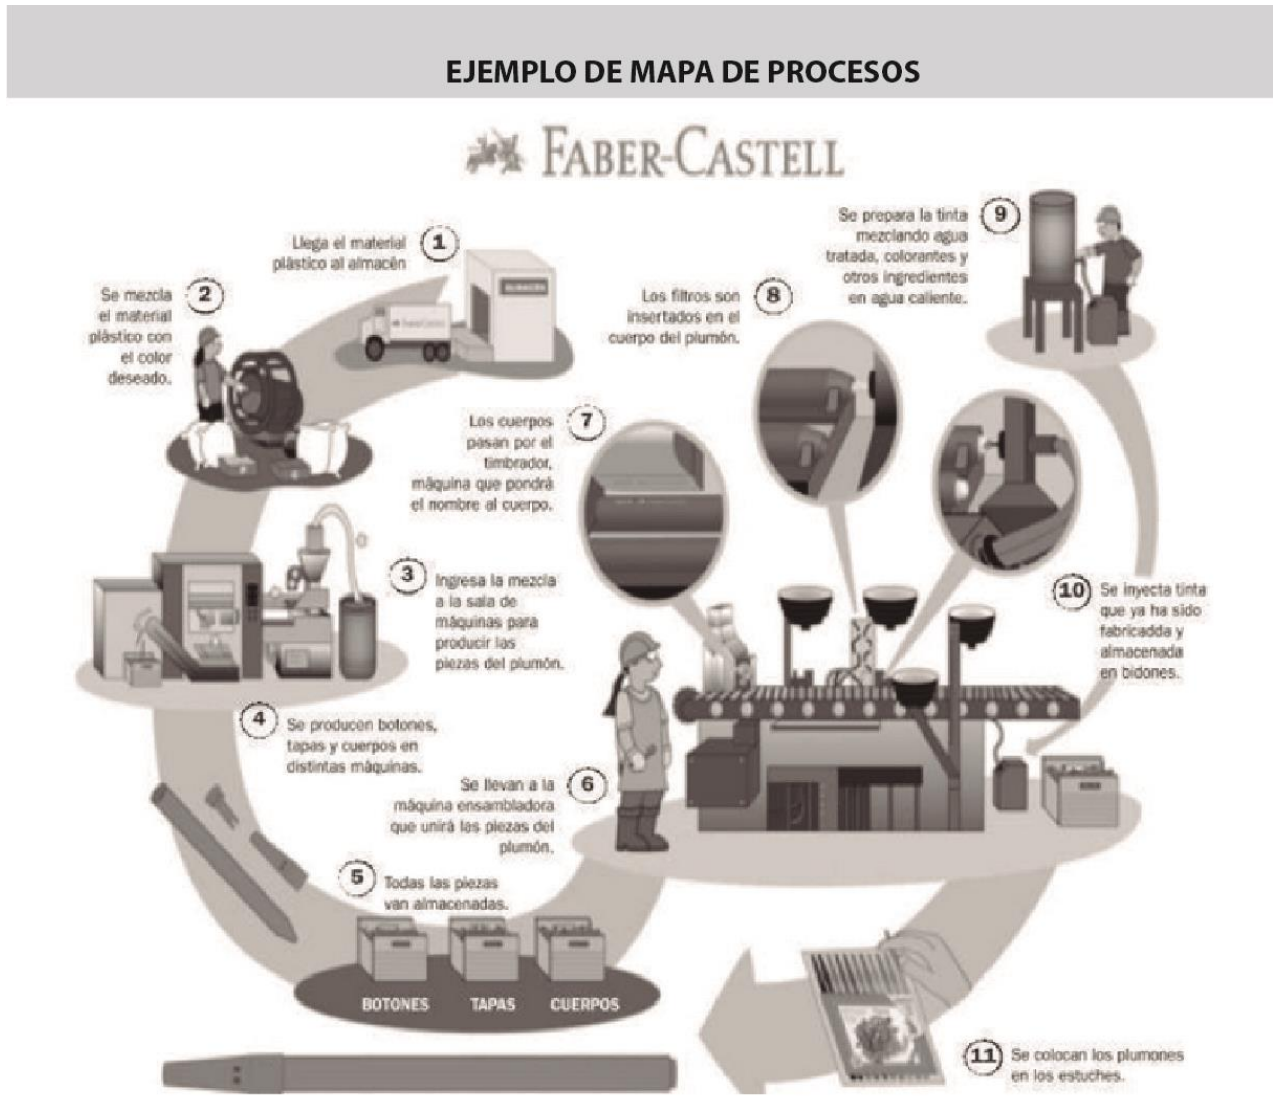 EJEMPLO DE MAPA DE PROCESOS
FABER-CASTELL
1
Llega el material
plástico al almacén
ALMACÉN
Faber-Castell
2
Se mezcla
el material
plástico con
el color
deseado.
3
Ingresa la mezcla
a la sala de
máquinas para
producir las
piezas del plumón.
4
Se producen botones,
tapas y cuerpos en
distintas máquinas.
5
Todas las piezas
van almacenadas.
BOTONES
TAPAS
CUERPOS
6
Se llevan a la
máquina ensambladora
que unirá las piezas del
plumón.
7
Los cuerpos
pasan por el
timbrador,
máquina que pondrá
el nombre al cuerpo.
8
Los filtros son
insertados en el
cuerpo del plumón.
9
Se prepara la tinta
mezclando agua
tratada, colorantes y
otros ingredientes
en agua caliente.
10
Se inyecta tinta
que ya ha sido
fabricadda y
almacenada
en bidones.
11
Se colocan los plumones
en los estuches.